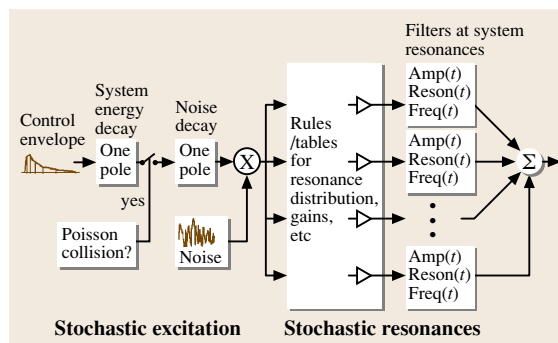 Filters at system
resonances
System
energy
decay
Noise
decay
Control
envelope
One
pole
One
pole
X
yes
Poisson
collision?
Noise
Rules
/tables
for
resonance
distribution,
gains,
etc
Amp(t)
Reson(t)
Freq(t)
Amp(t)
Reson(t)
Freq(t)
Amp(t)
Reson(t)
Freq(t)
Σ
Stochastic excitation
Stochastic resonances